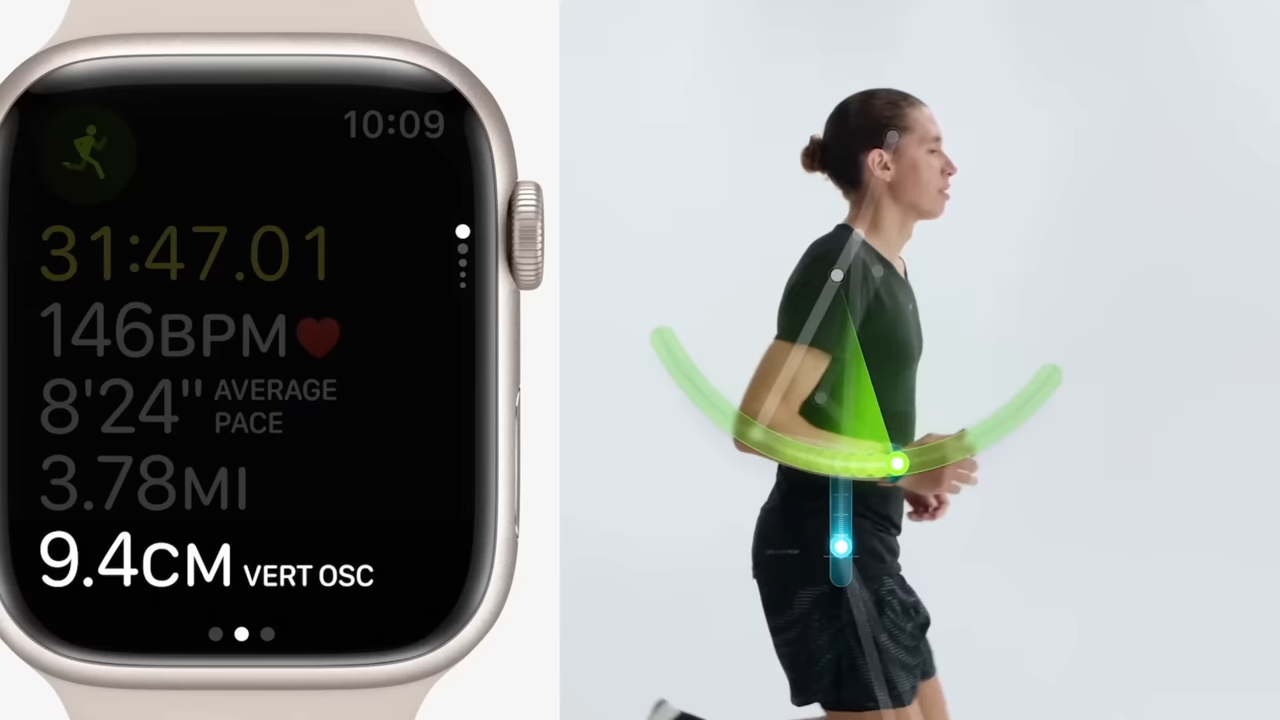 10:09
31:47.01
146BPM
8'24" AVERAGE PACE
3.78MI
9.4CM VERT OSC